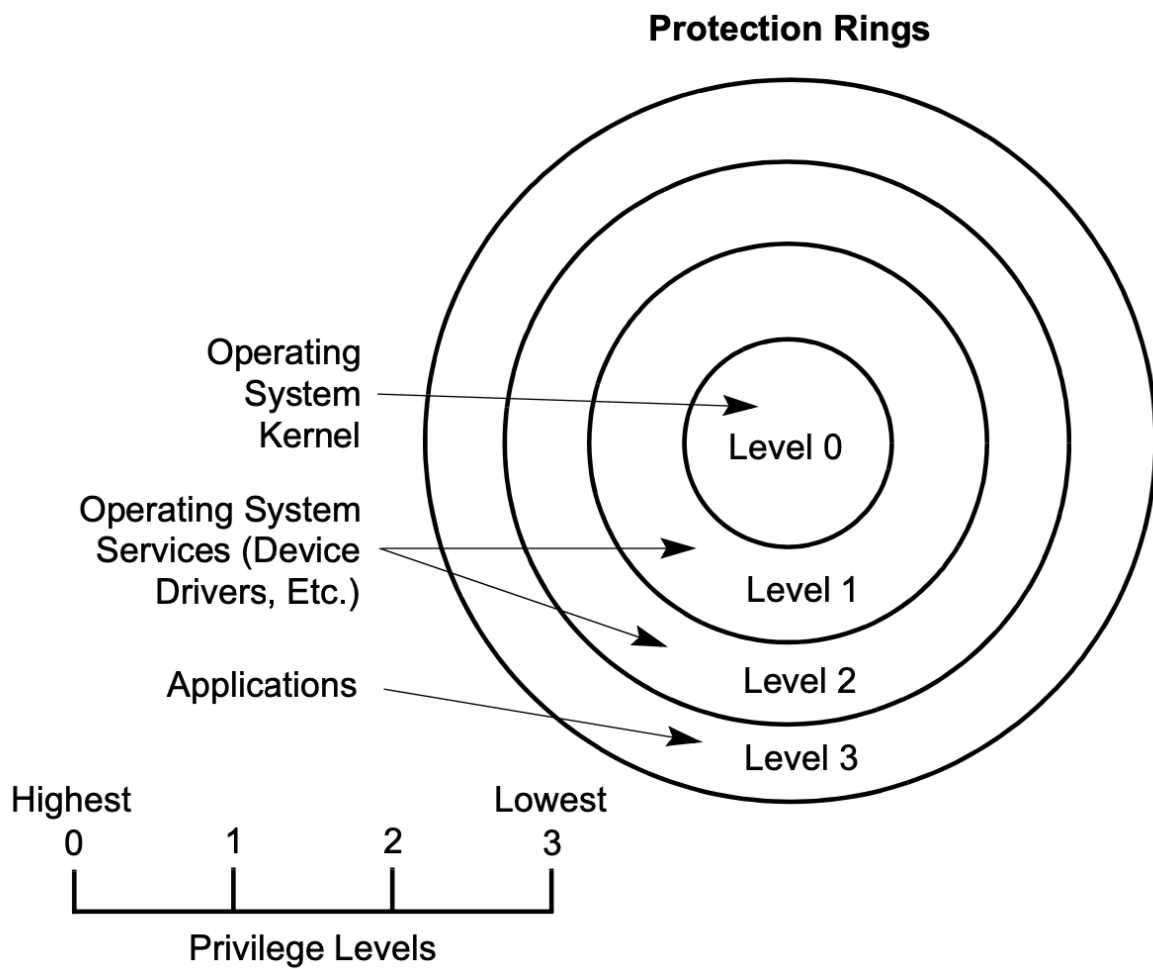 Protection Rings
Operating
System
Kernel
Level 0
Operating System
Services (Device
Drivers, Etc.)
Level 1
Level 2
Applications
Level 3
Highest
Lowest
0
1
2
3
Privilege Levels